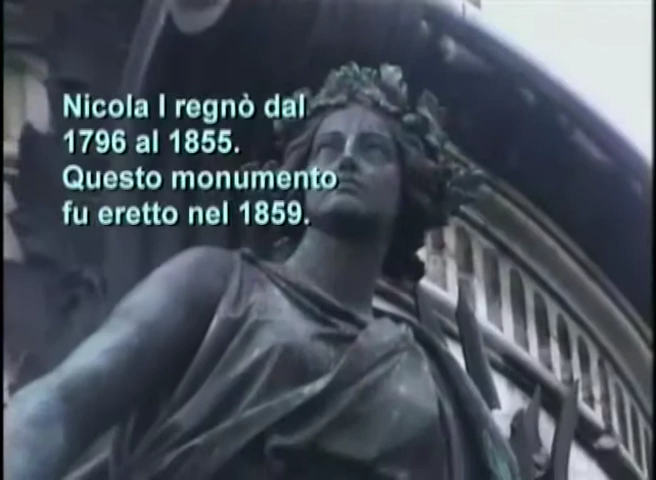 Nicola I regnò dal
1796 al 1855.
Questo monumento
fu eretto nel 1859.